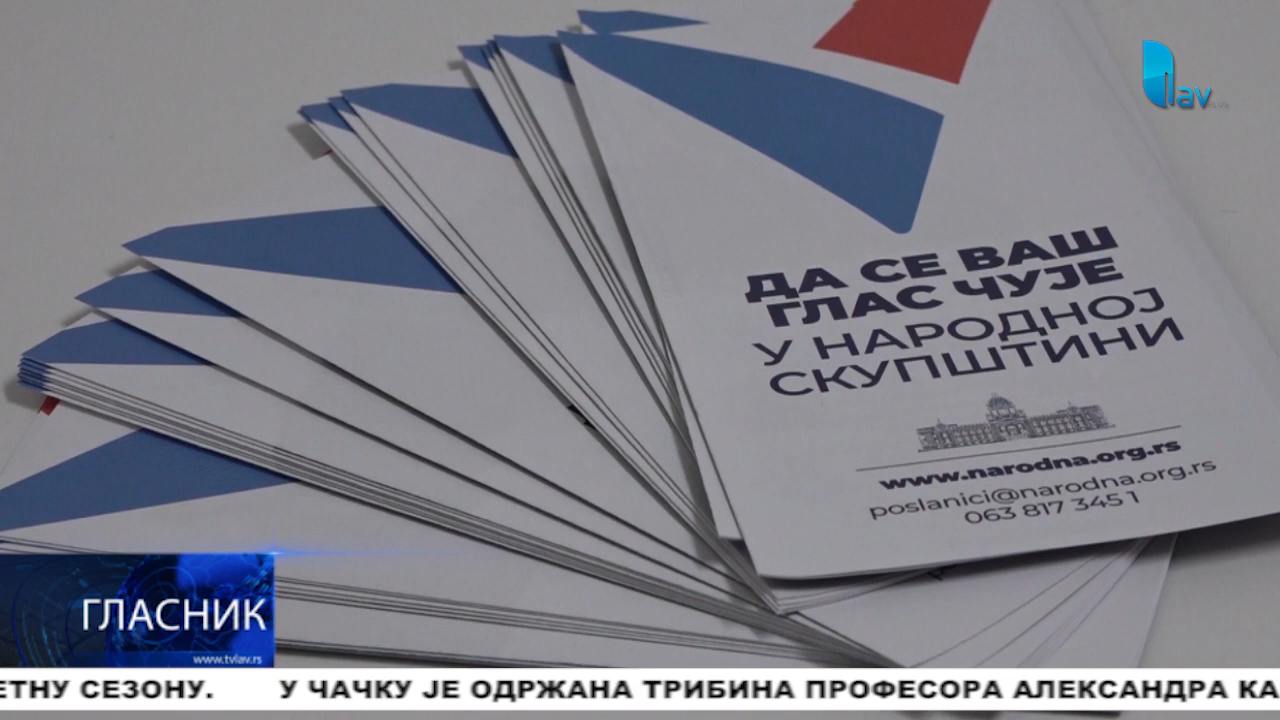 lav
ДА СЕ ВАШ
ГЛАС ЧУЈЕ
У НАРОДНОЈ
СКУПШТИНИ
www.narodna.org.rs
poslanici@narodna.org.rs
063 817 345 1
ГЛАСНИК
www.tvlav.rs
ЕТНУ СЕЗОНУ. У ЧАЧКУ ЈЕ ОДРЖАНА ТРИБИНА ПРОФЕСОРА АЛЕКСАНДРА КА